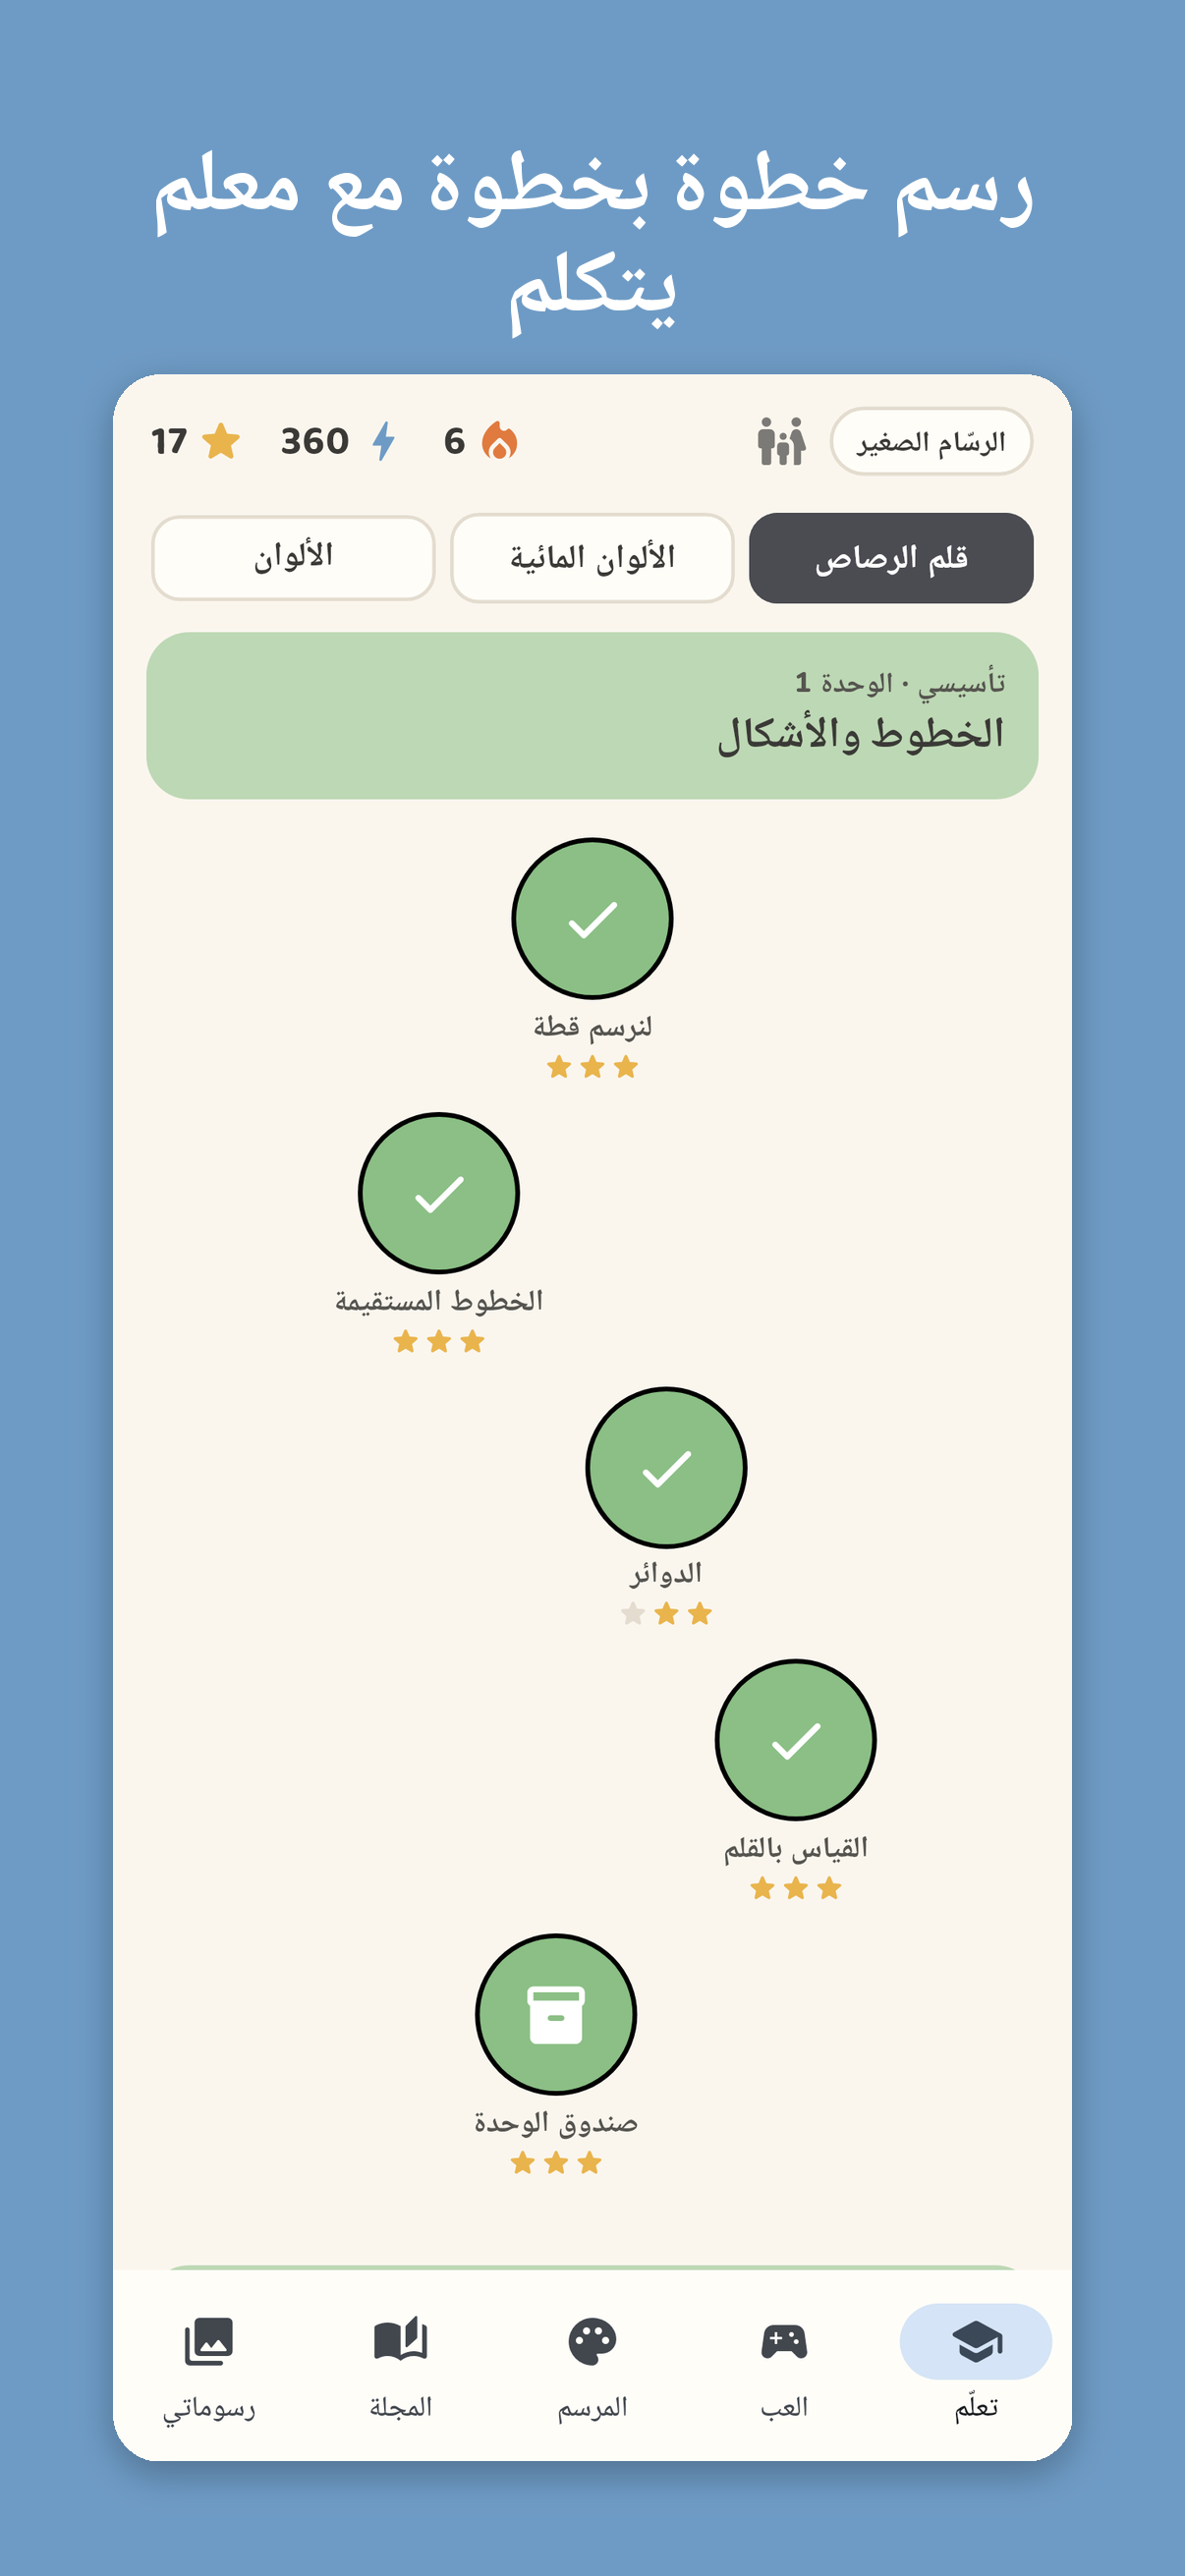 رسم خطوة بخطوة مع معلم
يتكلم
الرسّام الصغير
6
360
17
قلم الرصاص
الألوان المائية
الألوان
تأسيسي · الوحدة 1
الخطوط والأشكال
لنرسم قطة
الخطوط المستقيمة
الدوائر
القياس بالقلم
صندوق الوحدة
تعلّم
العب
المرسم
المجلة
رسوماتي